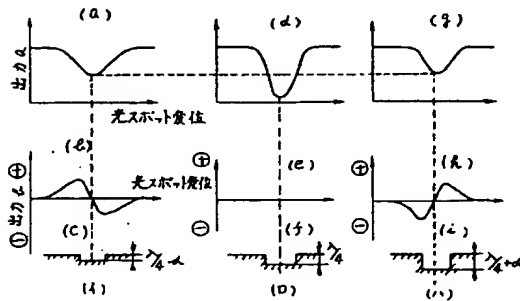 (a)
(d)
(g)
出力a
光スポット変位
(b)
(e)
(h)
⊕
出力b
⊖
光スポット変位
⊕
⊖
⊕
⊖
(c)
(f)
(i)
λ/4-α
λ/4
λ/4+α
(イ)
(ロ)
(ハ)